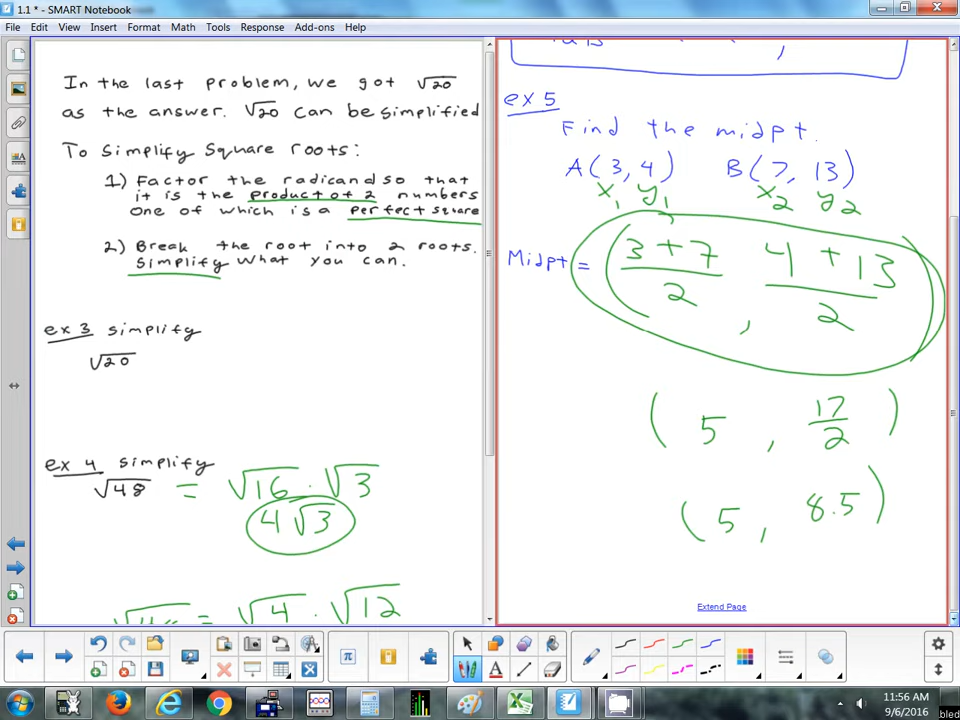 1.1 * - SMART Notebook
File Edit View Insert Format Math Tools Response Add-ons Help
In the last problem, we got √20
as the answer. √20 can be simplified
To simplify square roots:
1) Factor the radicand so that
it is the product of 2 numbers
one of which is a perfect square
2) Break the root into 2 roots.
Simplify what you can.
ex 3 simplify
√20
ex 4 simplify
√48 = √16 · √3
4√3
= √4 · √12
ex 5
Find the midpt.
A(3,4) B(7,13)
x₁ y₁ x₂ y₂
Midpt = (3+7/2, 4+13/2)
(5, 17/2)
(5, 8.5)
Extend Page
11:56 AM
9/6/2016
bled